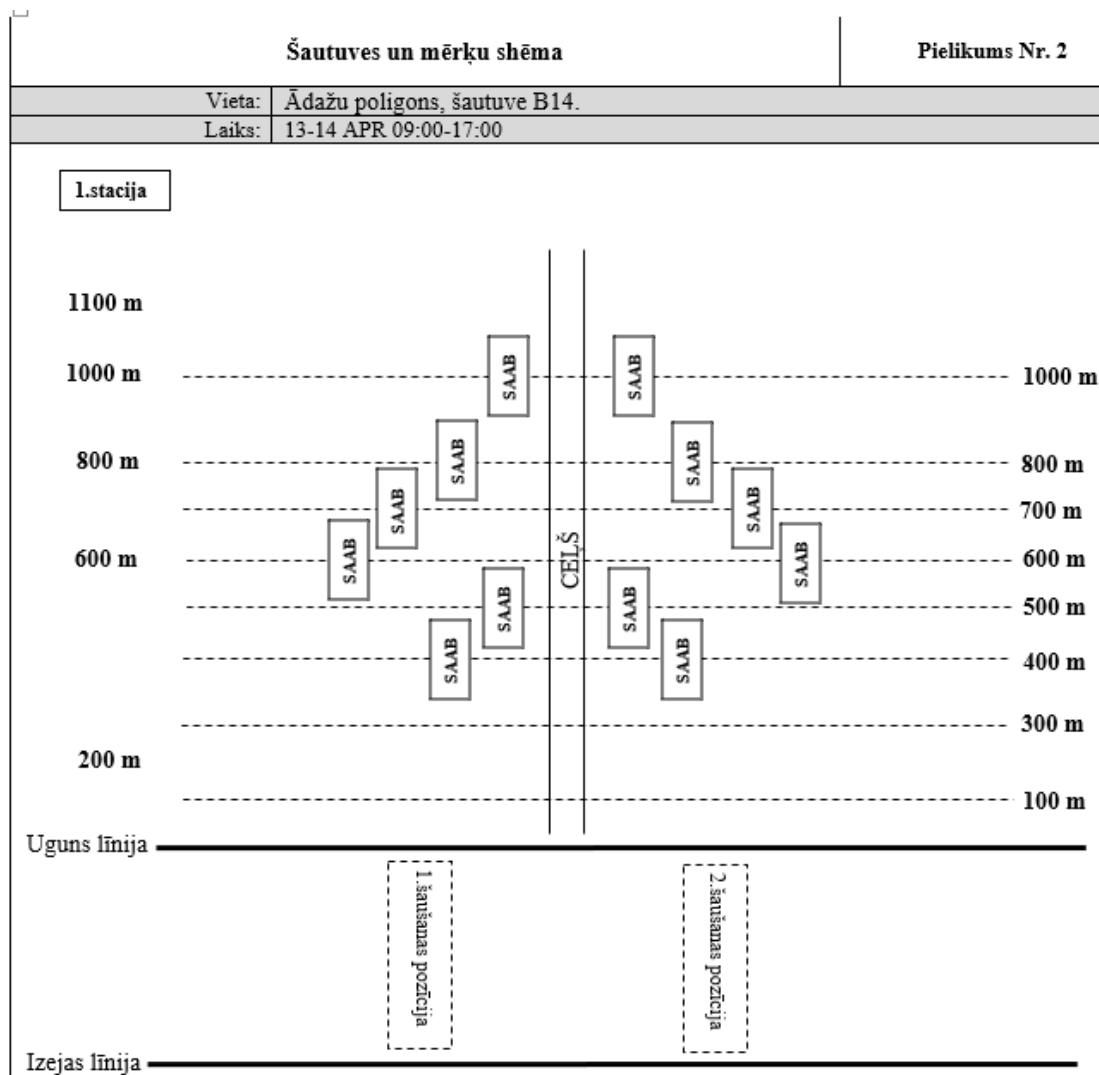 Šautuves un mērķu shēma
Pielikums Nr. 2
Vieta: Ādažu poligons, šautuve B14.
Laiks: 13-14 APR 09:00-17:00
1.stacija
1100 m
SAAB SAAB
1000 m 1000 m
SAAB SAAB
800 m 800 m
SAAB SAAB
700 m
SAAB SAAB
600 m CEĻŠ 600 m
SAAB SAAB
500 m
SAAB SAAB
400 m
300 m
200 m
100 m
Uguns līnija
1.šaušanas pozīcija
2.šaušanas pozīcija
Izejas līnija